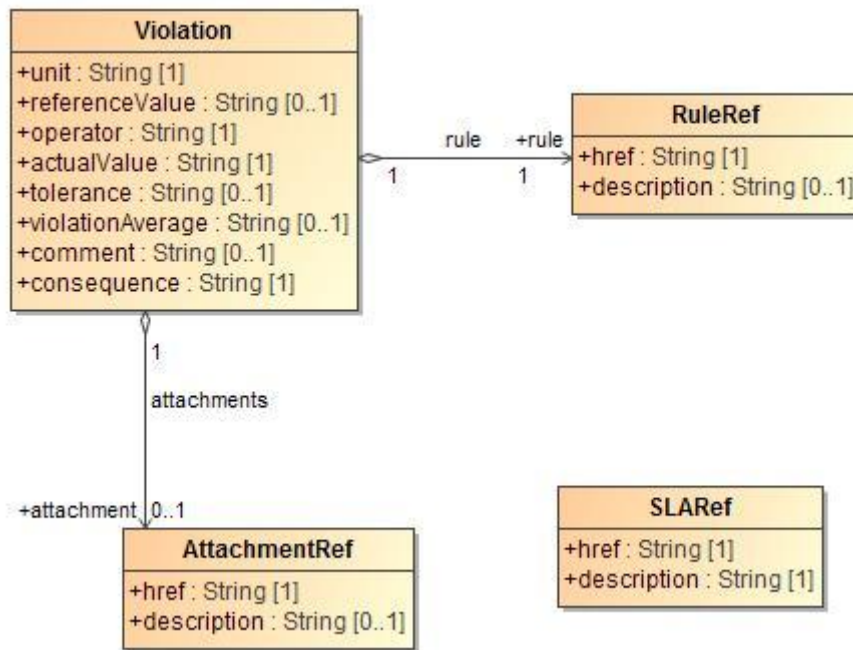 Violation
+unit : String [1]
+referenceValue : String [0..1]
+operator : String [1]
+actualValue : String [1]
+tolerance : String [0..1]
+violationAverage : String [0..1]
+comment : String [0..1]
+consequence : String [1]
1
rule
+rule
1
RuleRef
+href : String [1]
+description : String [0..1]
1
attachments
+attachment
0..1
AttachmentRef
+href : String [1]
+description : String [0..1]
SLARef
+href : String [1]
+description : String [1]